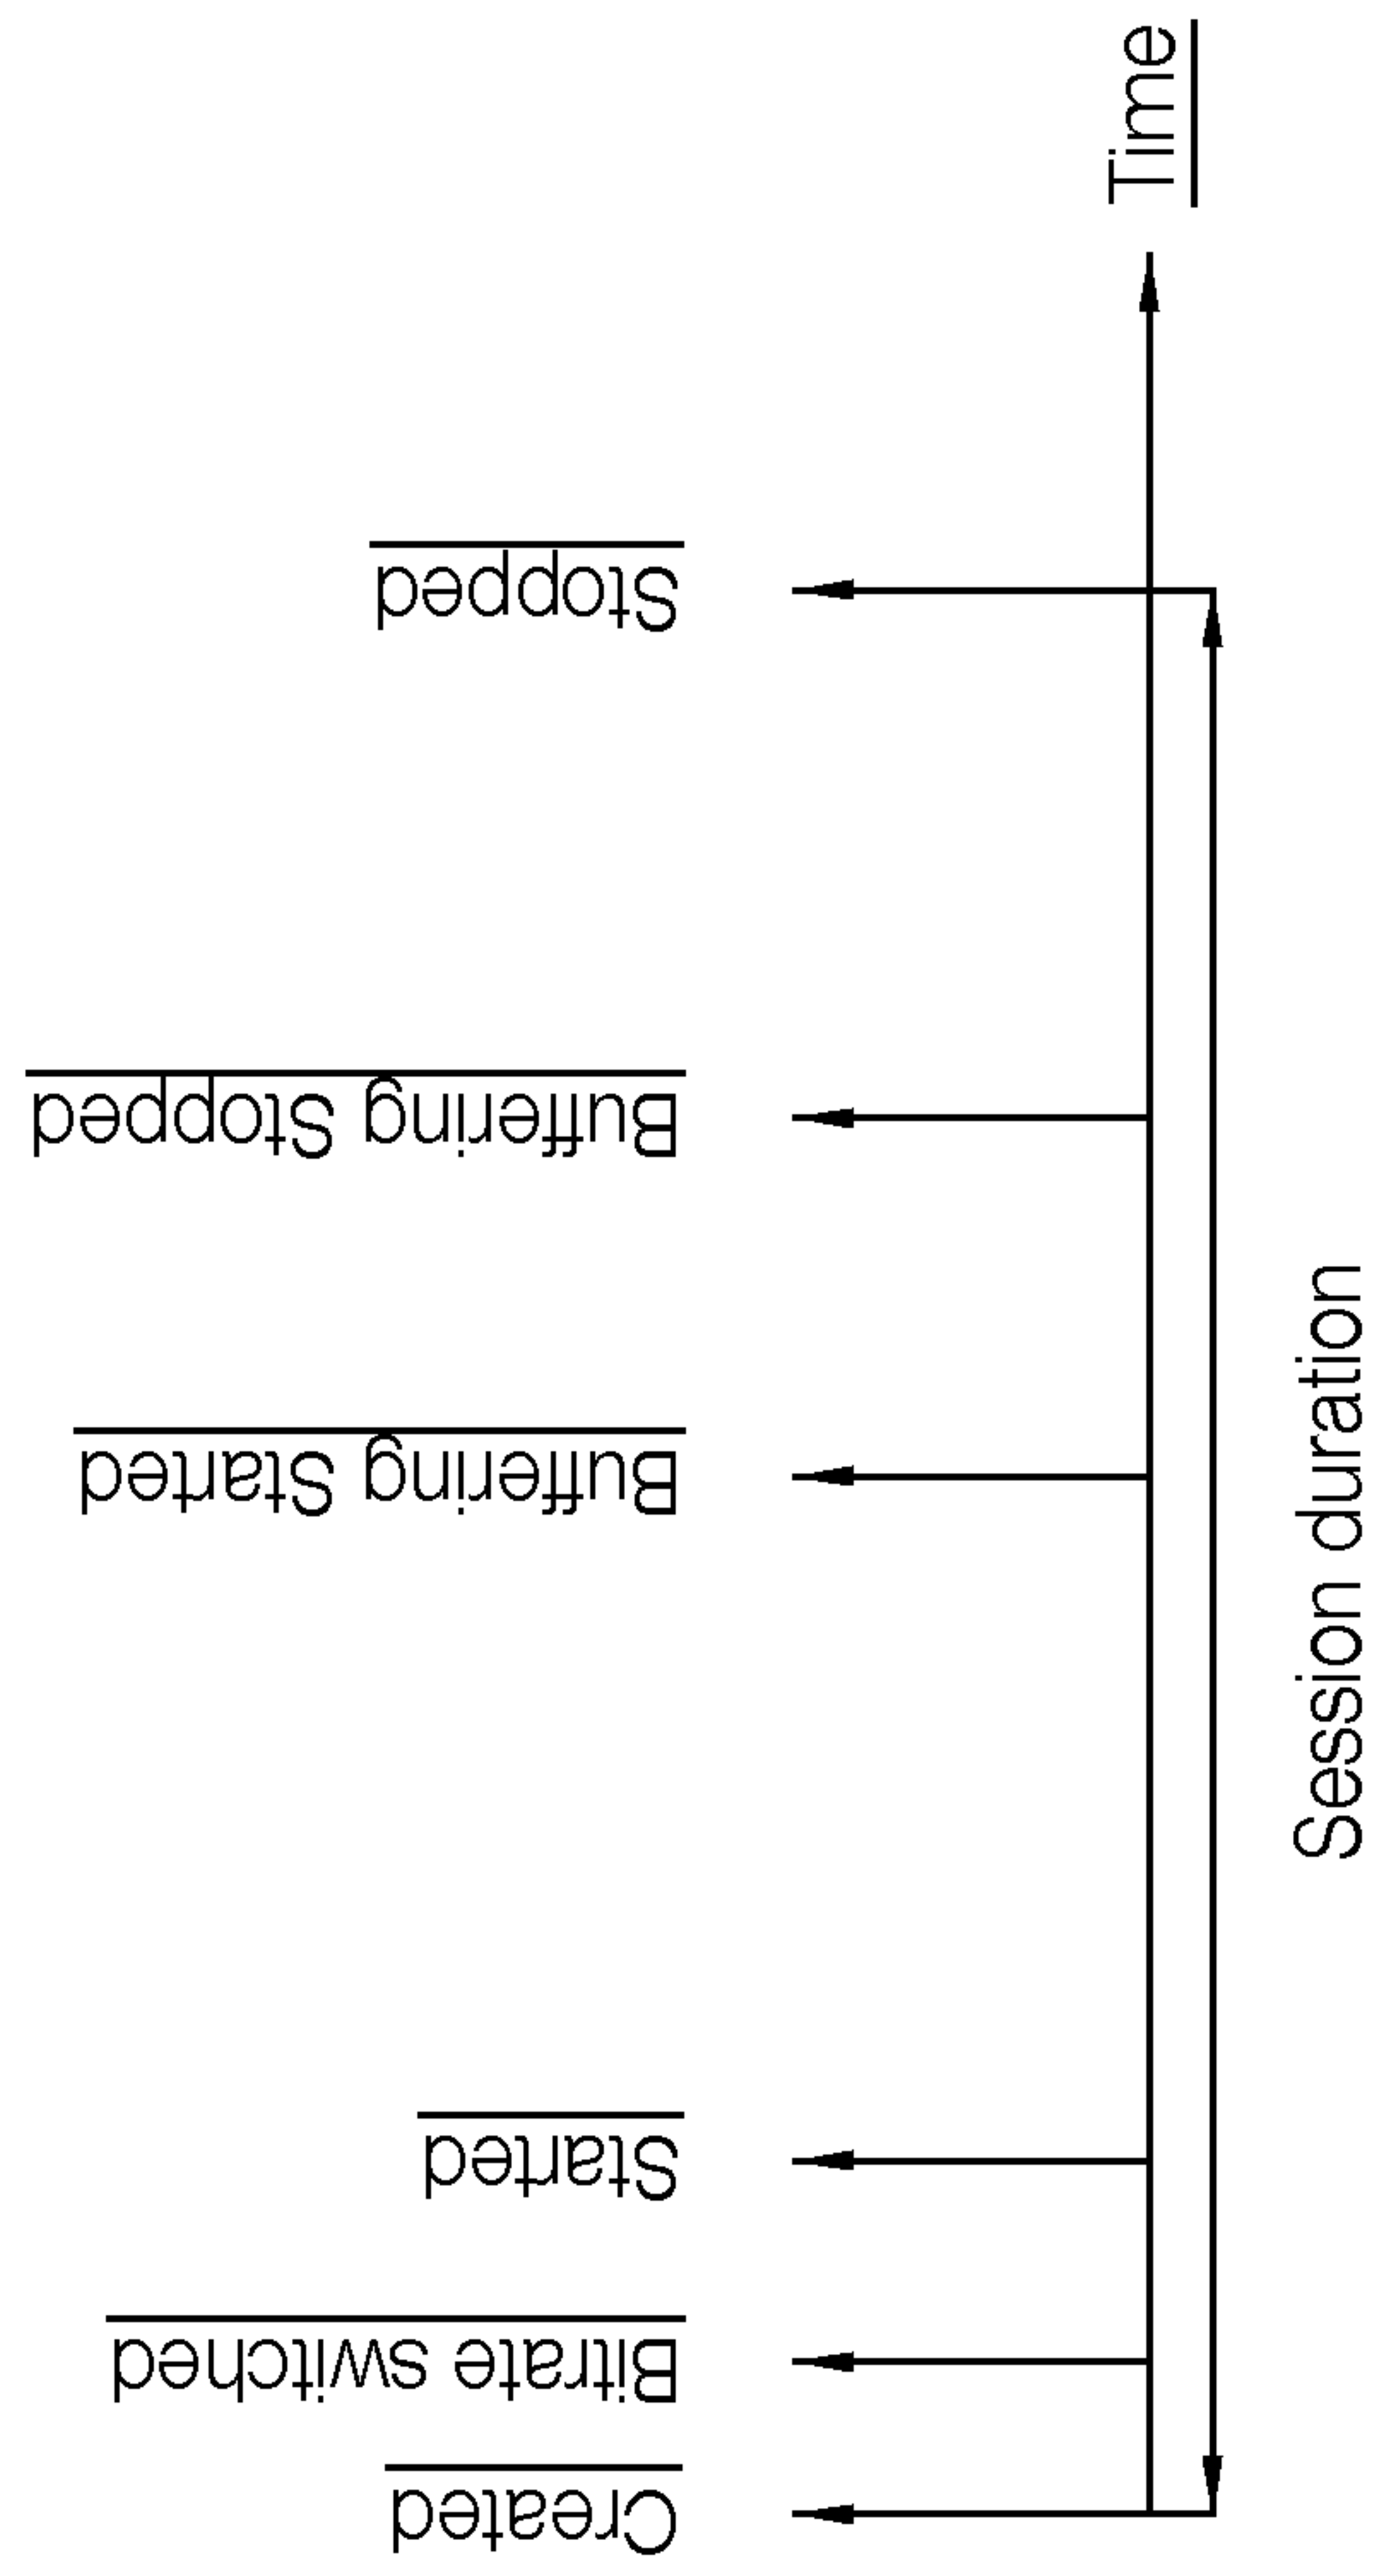 Created
Bitrate switched
Started
Buffering Started
Buffering Stopped
Stopped
Time
Session duration